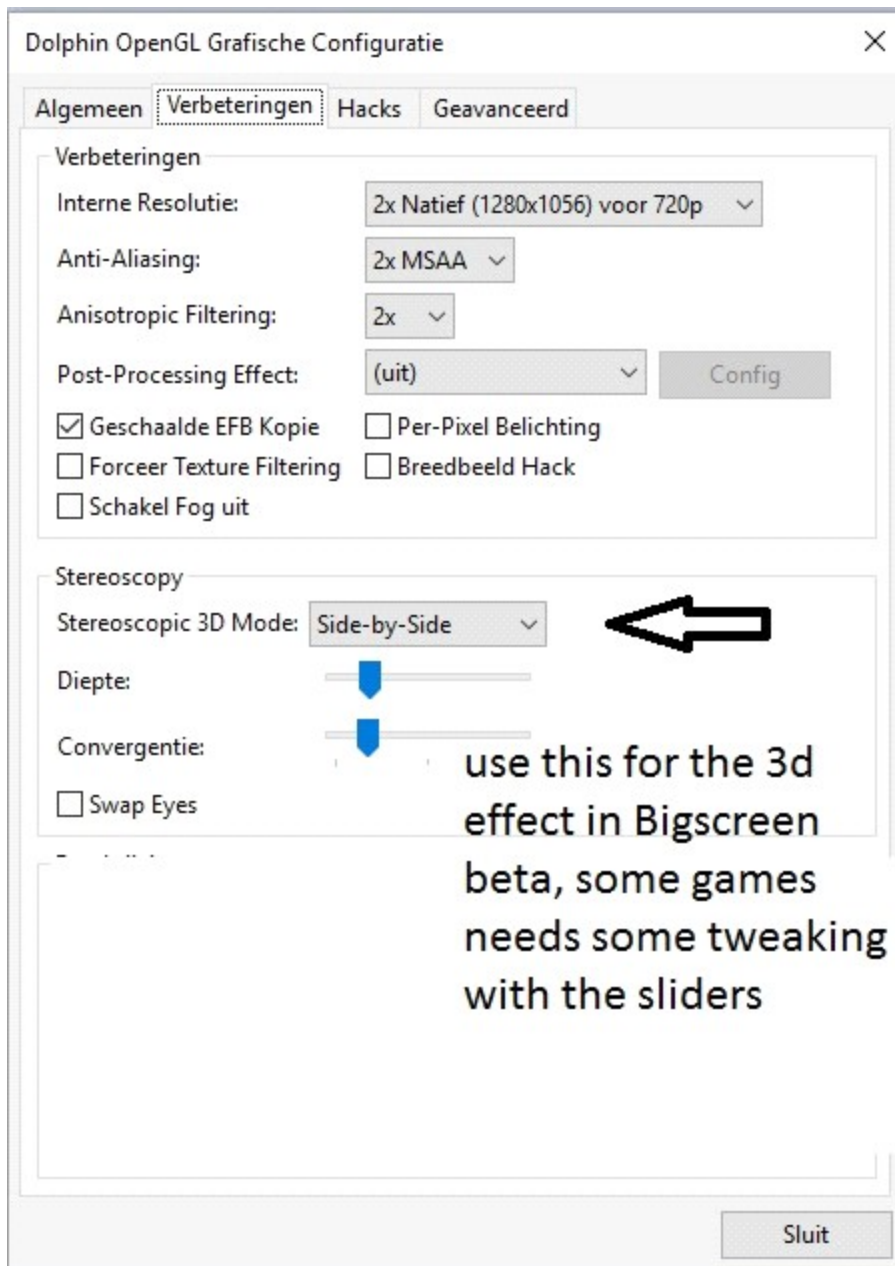 Dolphin OpenGL Grafische Configuratie
Algemeen Verbeteringen Hacks Geavanceerd
Verbeteringen
Interne Resolutie: 2x Natief (1280x1056) voor 720p
Anti-Aliasing: 2x MSAA
Anisotropic Filtering: 2x
Post-Processing Effect: (uit) Config
Geschaalde EFB Kopie Per-Pixel Belichting
Forceer Texture Filtering Breedbeeld Hack
Schakel Fog uit
Stereoscopy
Stereoscopic 3D Mode: Side-by-Side
Diepte:
Convergentie:
Swap Eyes
use this for the 3d
effect in Bigscreen
beta, some games
needs some tweaking
with the sliders
Sluit